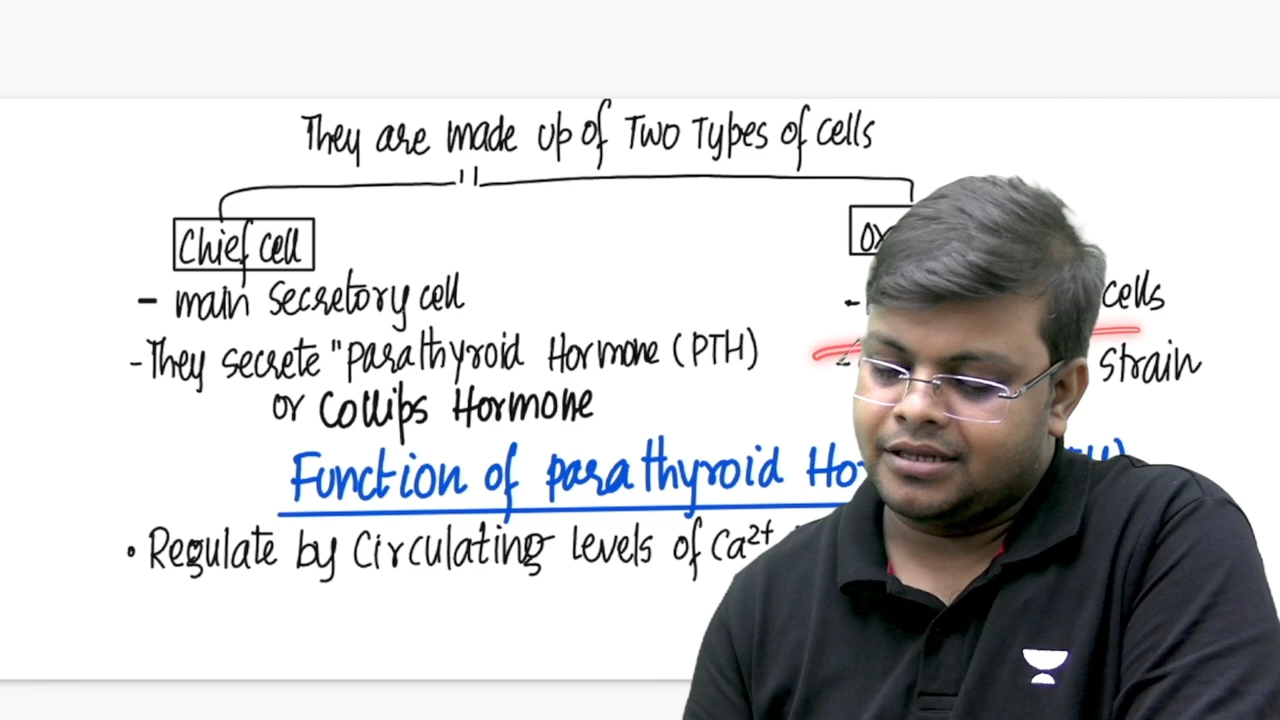 They are made up of Two Types of cells
Chief cell
- main secretory cell
cells
- They secrete "parathyroid Hormone (PTH)
strain
or Collips Hormone
Function of parathyroid
• Regulate by Circulating levels of Ca²⁺